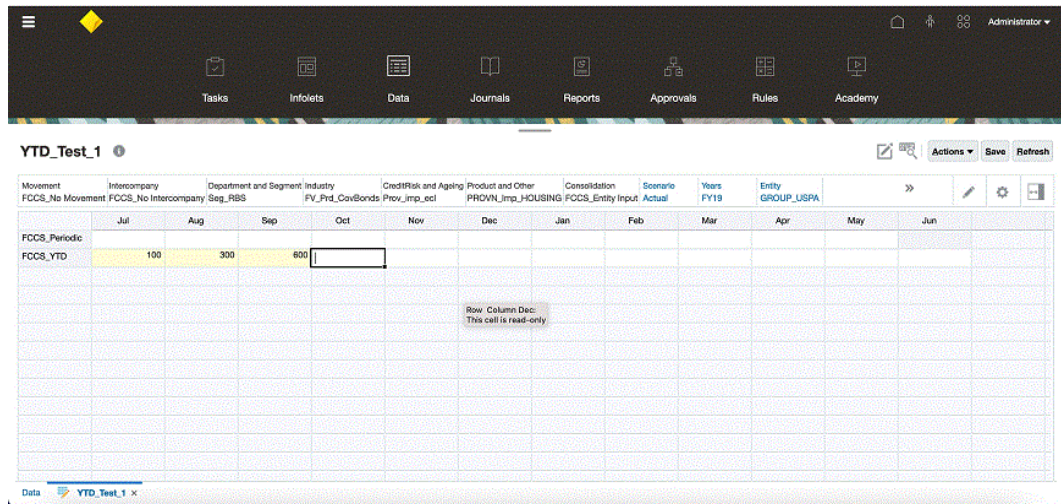 Administrator
Tasks Infolets Data Journals Reports Approvals Rules Academy
YTD_Test_1
Actions Save Refresh
Movement Intercompany Department and Segment Industry CreditRisk and Ageing Product and Other Consolidation Scenario Years Entity
FCCS_No Movement FCCS_No Intercompany Seg_RBS FV_Prd_CovBonds Prov_imp_ecl PROVN_Imp_HOUSING FCCS_Entity Input Actual FY19 GROUP_USPA
Jul Aug Sep Oct Nov Dec Jan Feb Mar Apr May Jun
FCCS_Periodic
FCCS_YTD 100 300 600
Row Column Dec:
This cell is read-only
Data YTD_Test_1 ×